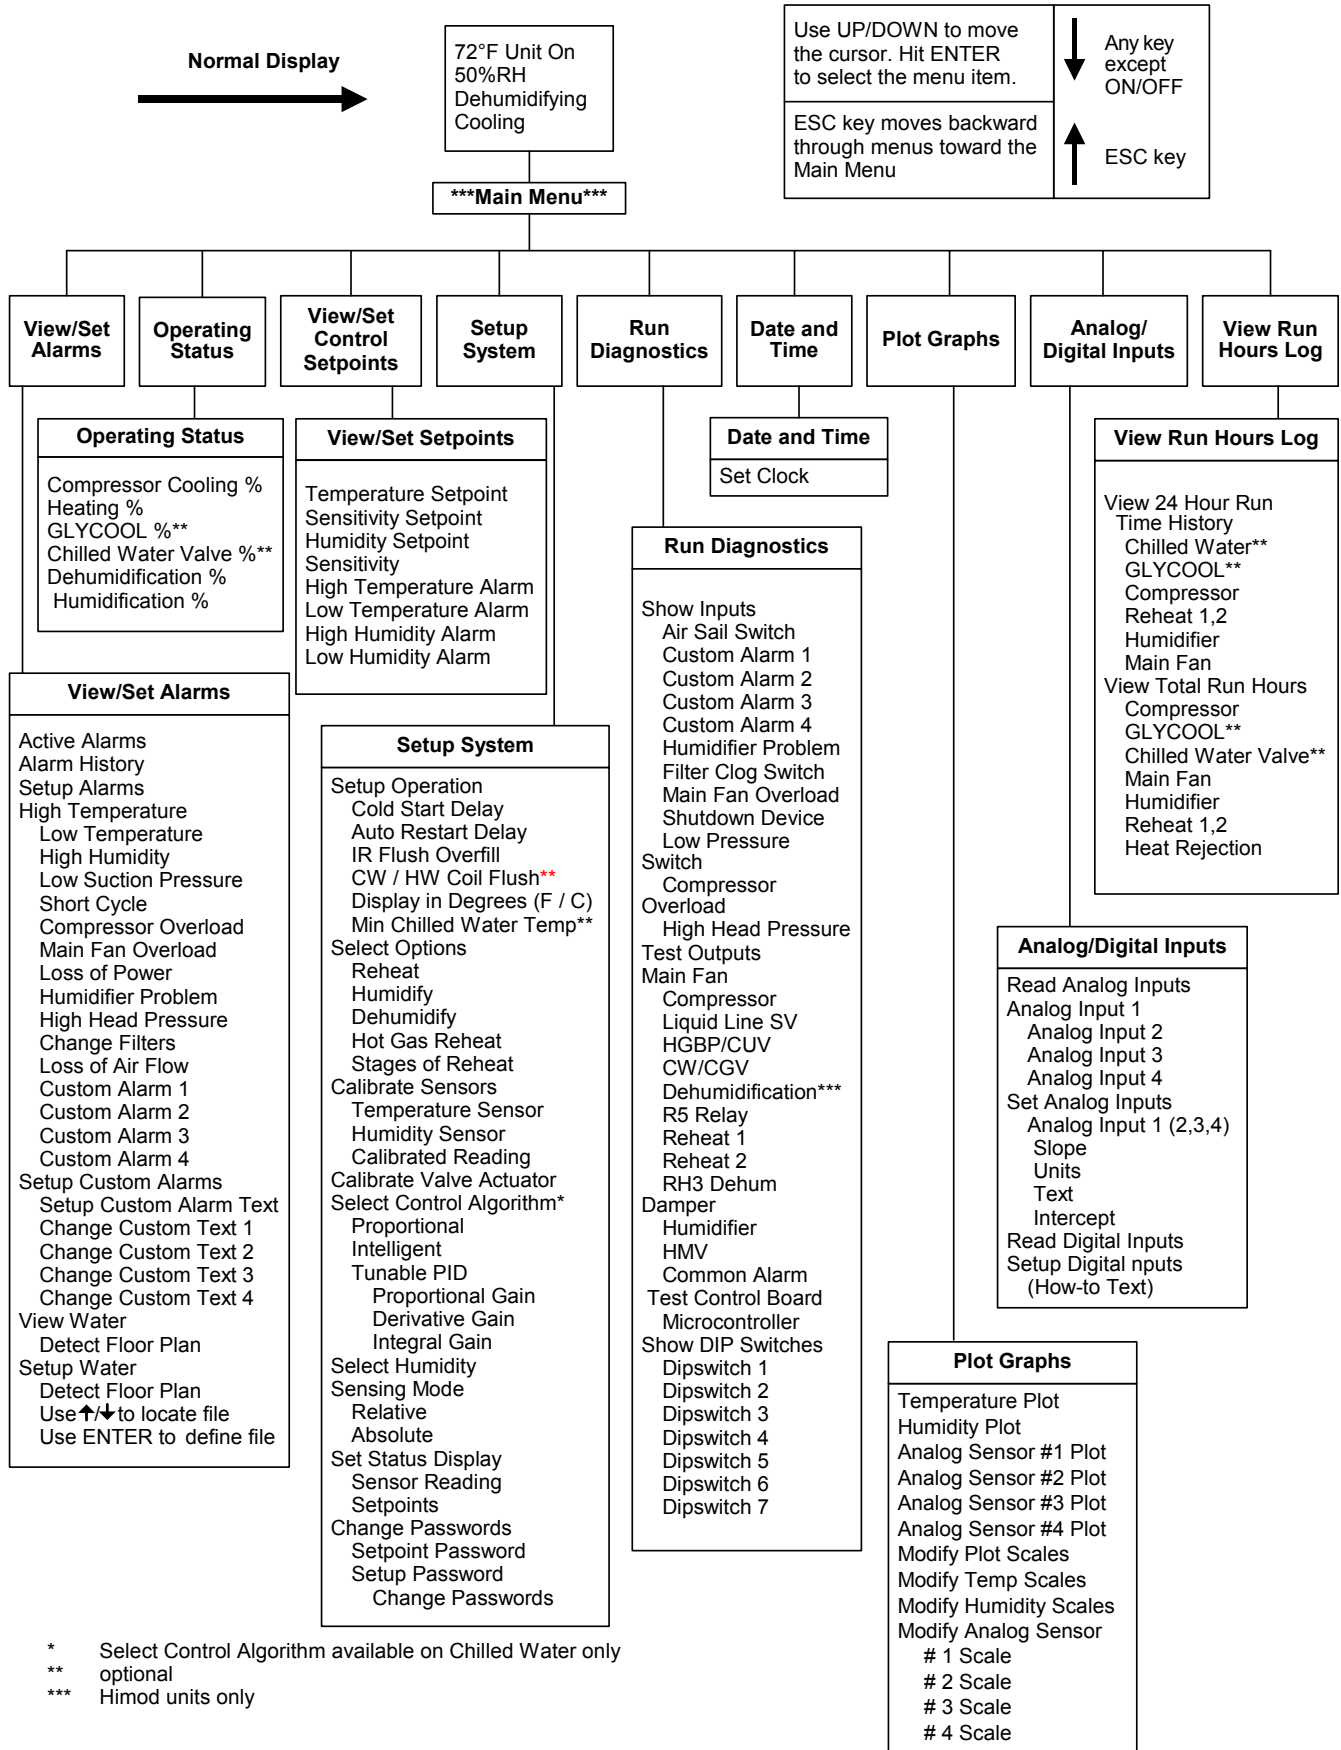 Normal Display
72°F Unit On
50%RH
Dehumidifying
Cooling
Use UP/DOWN to move
the cursor. Hit ENTER
to select the menu item.
ESC key moves backward
through menus toward the
Main Menu
Any key
except
ON/OFF
ESC key
***Main Menu***
View/Set
Alarms
Operating
Status
View/Set
Control
Setpoints
Setup
System
Run
Diagnostics
Date and
Time
Plot Graphs
Analog/
Digital Inputs
View Run
Hours Log
Operating Status
Compressor Cooling %
Heating %
GLYCOOL %**
Chilled Water Valve %**
Dehumidification %
Humidification %
View/Set Setpoints
Temperature Setpoint
Sensitivity Setpoint
Humidity Setpoint
Sensitivity
High Temperature Alarm
Low Temperature Alarm
High Humidity Alarm
Low Humidity Alarm
Date and Time
Set Clock
View Run Hours Log
View 24 Hour Run
Time History
Chilled Water**
GLYCOOL**
Compressor
Reheat 1,2
Humidifier
Main Fan
View Total Run Hours
Compressor
GLYCOOL**
Chilled Water Valve**
Main Fan
Humidifier
Reheat 1,2
Heat Rejection
View/Set Alarms
Active Alarms
Alarm History
Setup Alarms
High Temperature
Low Temperature
High Humidity
Low Suction Pressure
Short Cycle
Compressor Overload
Main Fan Overload
Loss of Power
Humidifier Problem
High Head Pressure
Change Filters
Loss of Air Flow
Custom Alarm 1
Custom Alarm 2
Custom Alarm 3
Custom Alarm 4
Setup Custom Alarms
Setup Custom Alarm Text
Change Custom Text 1
Change Custom Text 2
Change Custom Text 3
Change Custom Text 4
View Water
Detect Floor Plan
Setup Water
Detect Floor Plan
Use↑/↓to locate file
Use ENTER to define file
Setup System
Setup Operation
Cold Start Delay
Auto Restart Delay
IR Flush Overfill
CW / HW Coil Flush**
Display in Degrees (F / C)
Min Chilled Water Temp**
Select Options
Reheat
Humidify
Dehumidify
Hot Gas Reheat
Stages of Reheat
Calibrate Sensors
Temperature Sensor
Humidity Sensor
Calibrated Reading
Calibrate Valve Actuator
Select Control Algorithm*
Proportional
Intelligent
Tunable PID
Proportional Gain
Derivative Gain
Integral Gain
Select Humidity
Sensing Mode
Relative
Absolute
Set Status Display
Sensor Reading
Setpoints
Change Passwords
Setpoint Password
Setup Password
Change Passwords
Run Diagnostics
Show Inputs
Air Sail Switch
Custom Alarm 1
Custom Alarm 2
Custom Alarm 3
Custom Alarm 4
Humidifier Problem
Filter Clog Switch
Main Fan Overload
Shutdown Device
Low Pressure
Switch
Compressor
Overload
High Head Pressure
Test Outputs
Main Fan
Compressor
Liquid Line SV
HGBP/CUV
CW/CGV
Dehumidification***
R5 Relay
Reheat 1
Reheat 2
RH3 Dehum
Damper
Humidifier
HMV
Common Alarm
Test Control Board
Microcontroller
Show DIP Switches
Dipswitch 1
Dipswitch 2
Dipswitch 3
Dipswitch 4
Dipswitch 5
Dipswitch 6
Dipswitch 7
Analog/Digital Inputs
Read Analog Inputs
Analog Input 1
Analog Input 2
Analog Input 3
Analog Input 4
Set Analog Inputs
Analog Input 1 (2,3,4)
Slope
Units
Text
Intercept
Read Digital Inputs
Setup Digital nputs
(How-to Text)
Plot Graphs
Temperature Plot
Humidity Plot
Analog Sensor #1 Plot
Analog Sensor #2 Plot
Analog Sensor #3 Plot
Analog Sensor #4 Plot
Modify Plot Scales
Modify Temp Scales
Modify Humidity Scales
Modify Analog Sensor
# 1 Scale
# 2 Scale
# 3 Scale
# 4 Scale
* Select Control Algorithm available on Chilled Water only
** optional
*** Himod units only